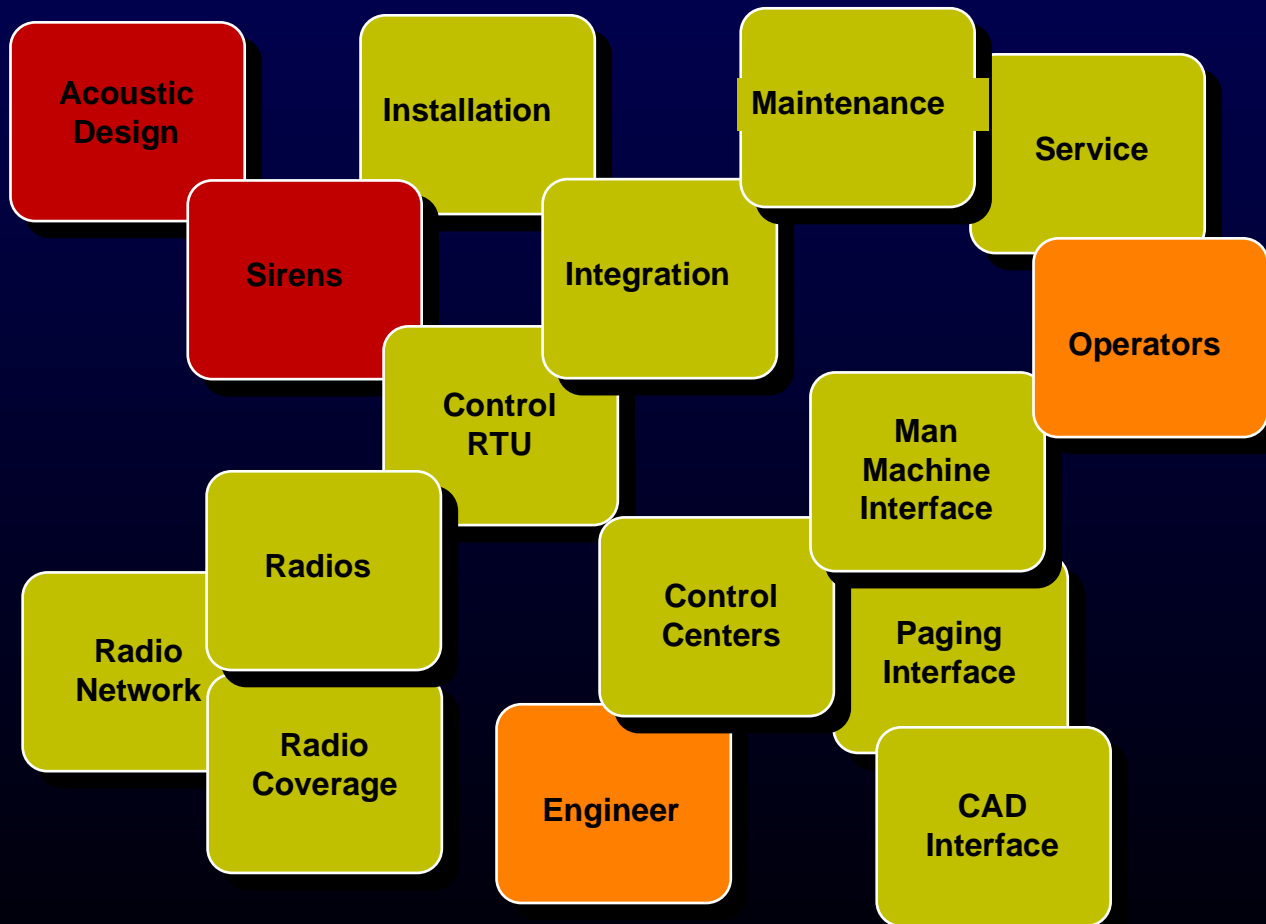 Acoustic
Design
Installation
Maintenance
Service
Sirens
Integration
Operators
Control
RTU
Man
Machine
Interface
Radios
Control
Centers
Paging
Interface
Radio
Network
Radio
Coverage
Engineer
CAD
Interface